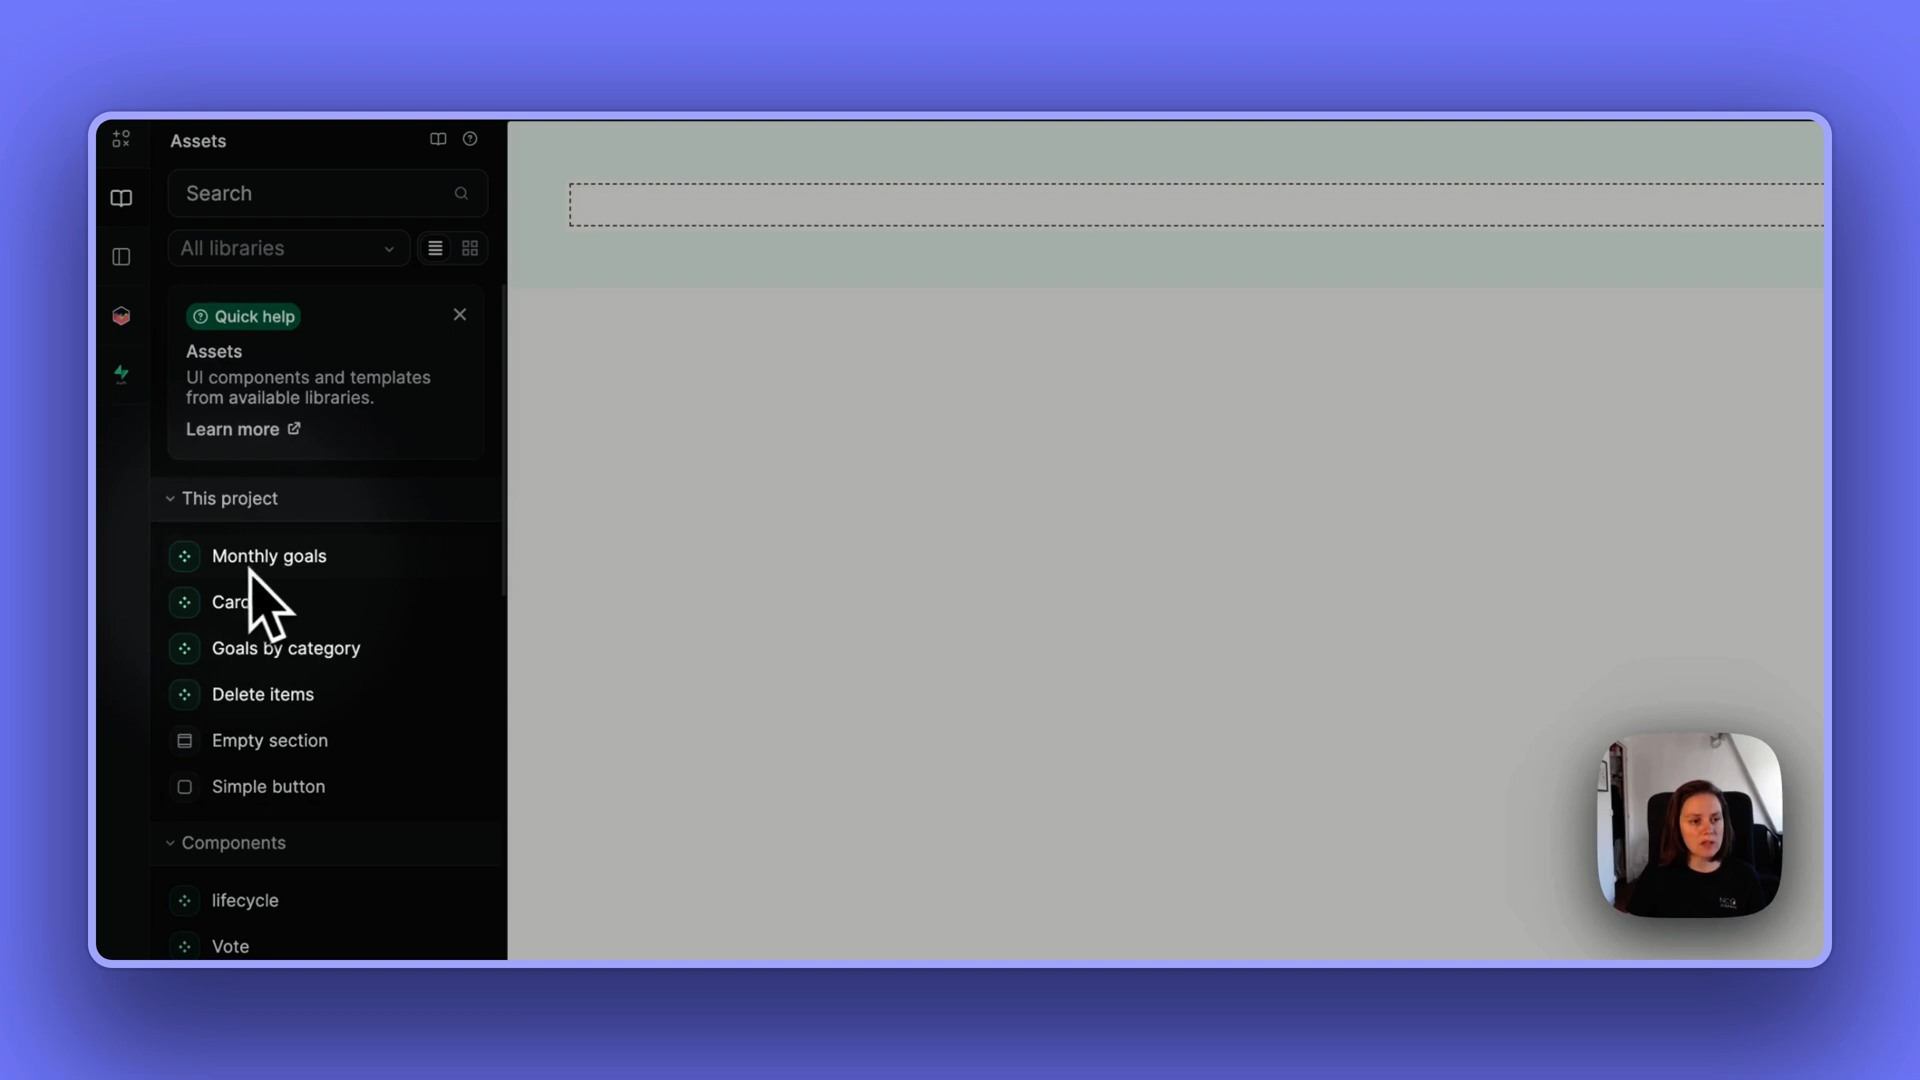 Assets
Search
All libraries
Quick help
Assets
UI components and templates
from available libraries.
Learn more
This project
Monthly goals
Card
Goals by category
Delete items
Empty section
Simple button
Components
lifecycle
Vote